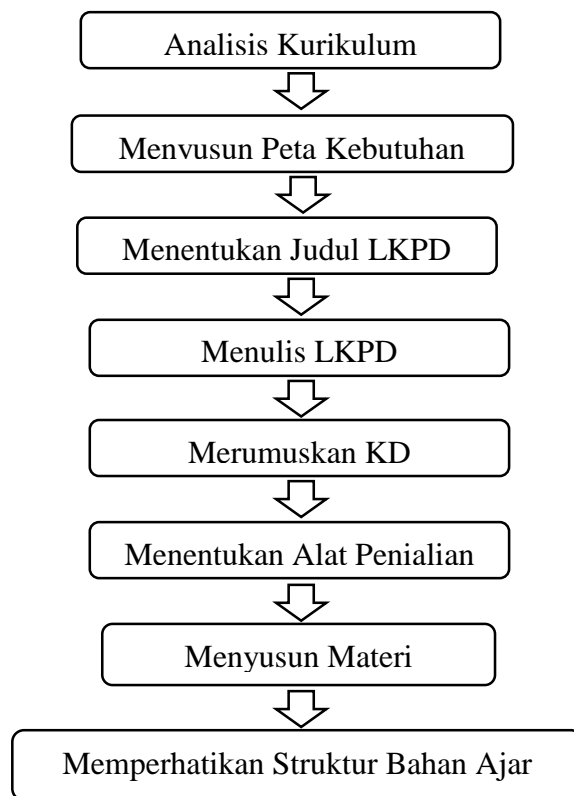 Analisis Kurikulum
Menyusun Peta Kebutuhan
Menentukan Judul LKPD
Menulis LKPD
Merumuskan KD
Menentukan Alat Penialian
Menyusun Materi
Memperhatikan Struktur Bahan Ajar